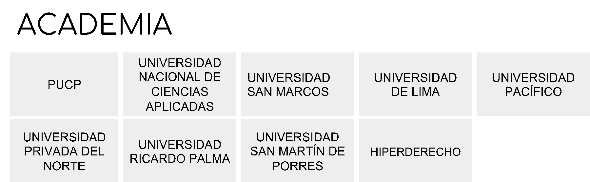 ACADEMIA
PUCP
UNIVERSIDAD
NACIONAL DE
CIENCIAS
APLICADAS
UNIVERSIDAD
SAN MARCOS
UNIVERSIDAD
DE LIMA
UNIVERSIDAD
PACÍFICO
UNIVERSIDAD
PRIVADA DEL
NORTE
UNIVERSIDAD
RICARDO PALMA
UNIVERSIDAD
SAN MARTÍN DE
PORRES
HIPERDERECHO